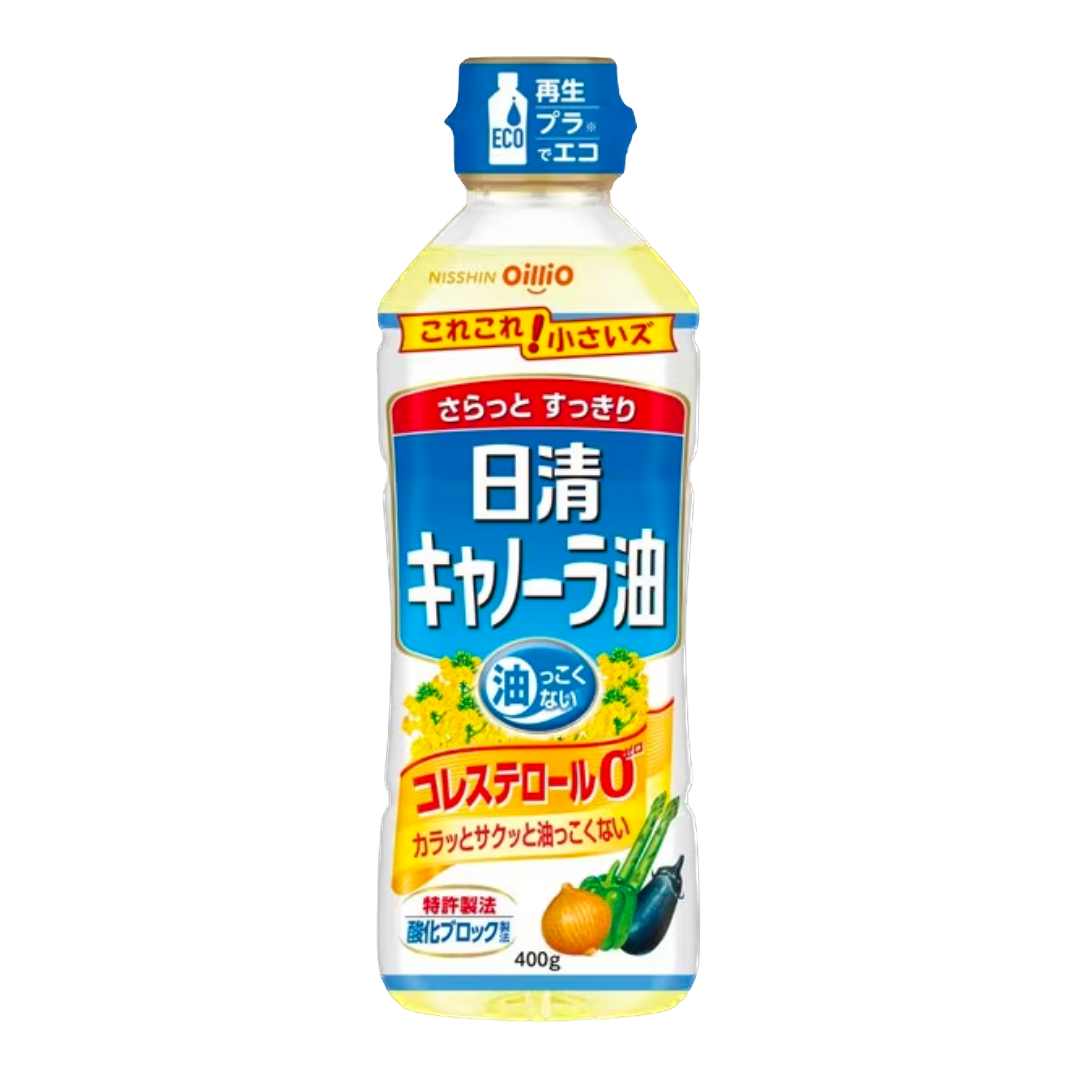 再生
プラ※
でエコ
ECO
NISSHIN OilliO
これこれ!小さいズ
さらっと すっきり
日清
キャノーラ油
油っこく
ない
コレステロール0ゼロ
カラッとサクッと油っこくない
特許製法
酸化ブロック製法
400g